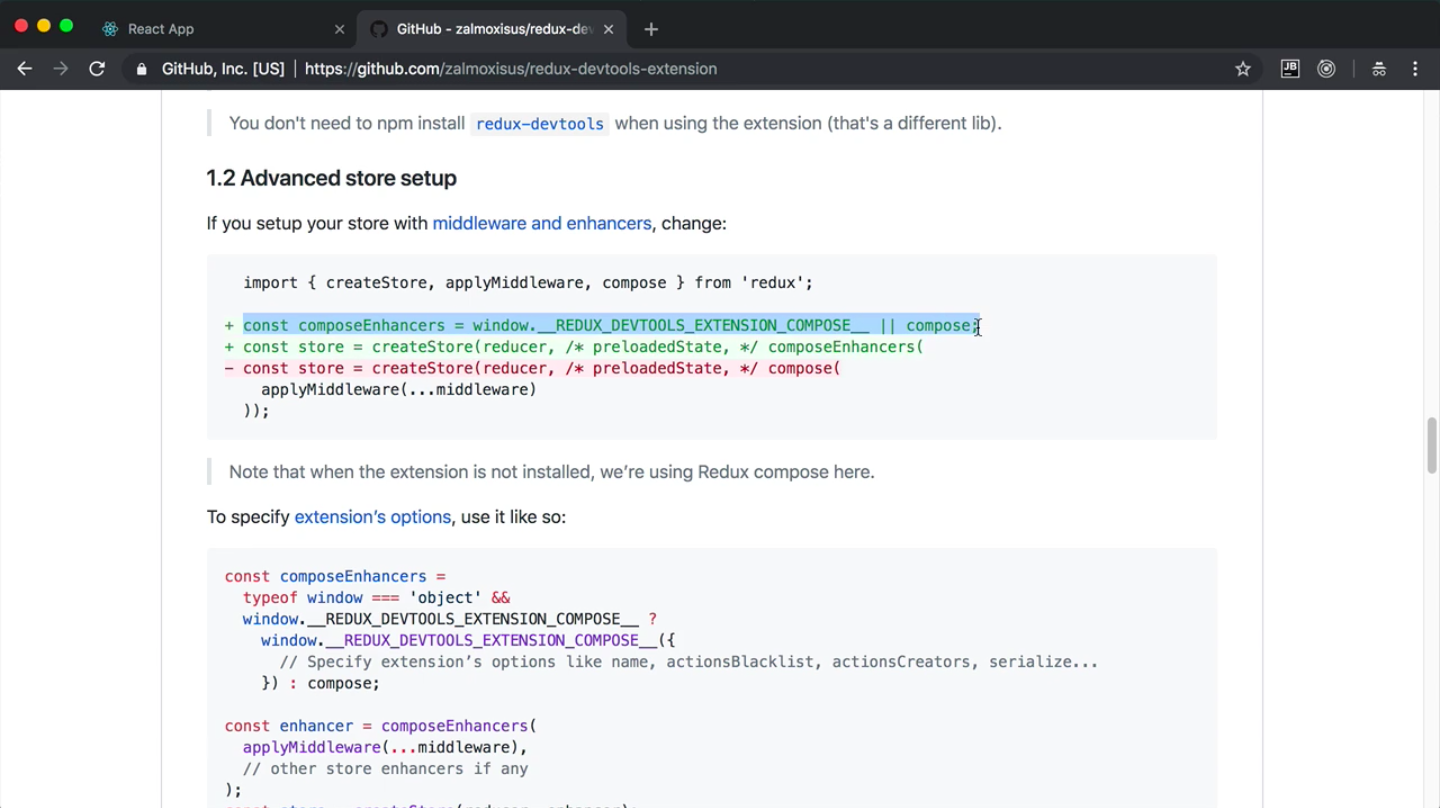 React App
GitHub - zalmoxisus/redux-dev
GitHub, Inc. [US] | https://github.com/zalmoxisus/redux-devtools-extension
JB
You don't need to npm install redux-devtools when using the extension (that's a different lib).
1.2 Advanced store setup
If you setup your store with middleware and enhancers, change:
import { createStore, applyMiddleware, compose } from 'redux';
+ const composeEnhancers = window.__REDUX_DEVTOOLS_EXTENSION_COMPOSE__ || compose;
+ const store = createStore(reducer, /* preloadedState, */ composeEnhancers(
- const store = createStore(reducer, /* preloadedState, */ compose(
applyMiddleware(...middleware)
));
Note that when the extension is not installed, we’re using Redux compose here.
To specify extension’s options, use it like so:
const composeEnhancers =
typeof window === 'object' &&
window.__REDUX_DEVTOOLS_EXTENSION_COMPOSE__ ?
window.__REDUX_DEVTOOLS_EXTENSION_COMPOSE__({
// Specify extension’s options like name, actionsBlacklist, actionsCreators, serialize...
}) : compose;
const enhancer = composeEnhancers(
applyMiddleware(...middleware),
// other store enhancers if any
);